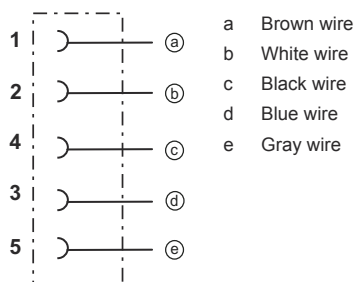 1 ⓐ
2 ⓑ
4 ⓒ
3 ⓓ
5 ⓔ
a Brown wire
b White wire
c Black wire
d Blue wire
e Gray wire